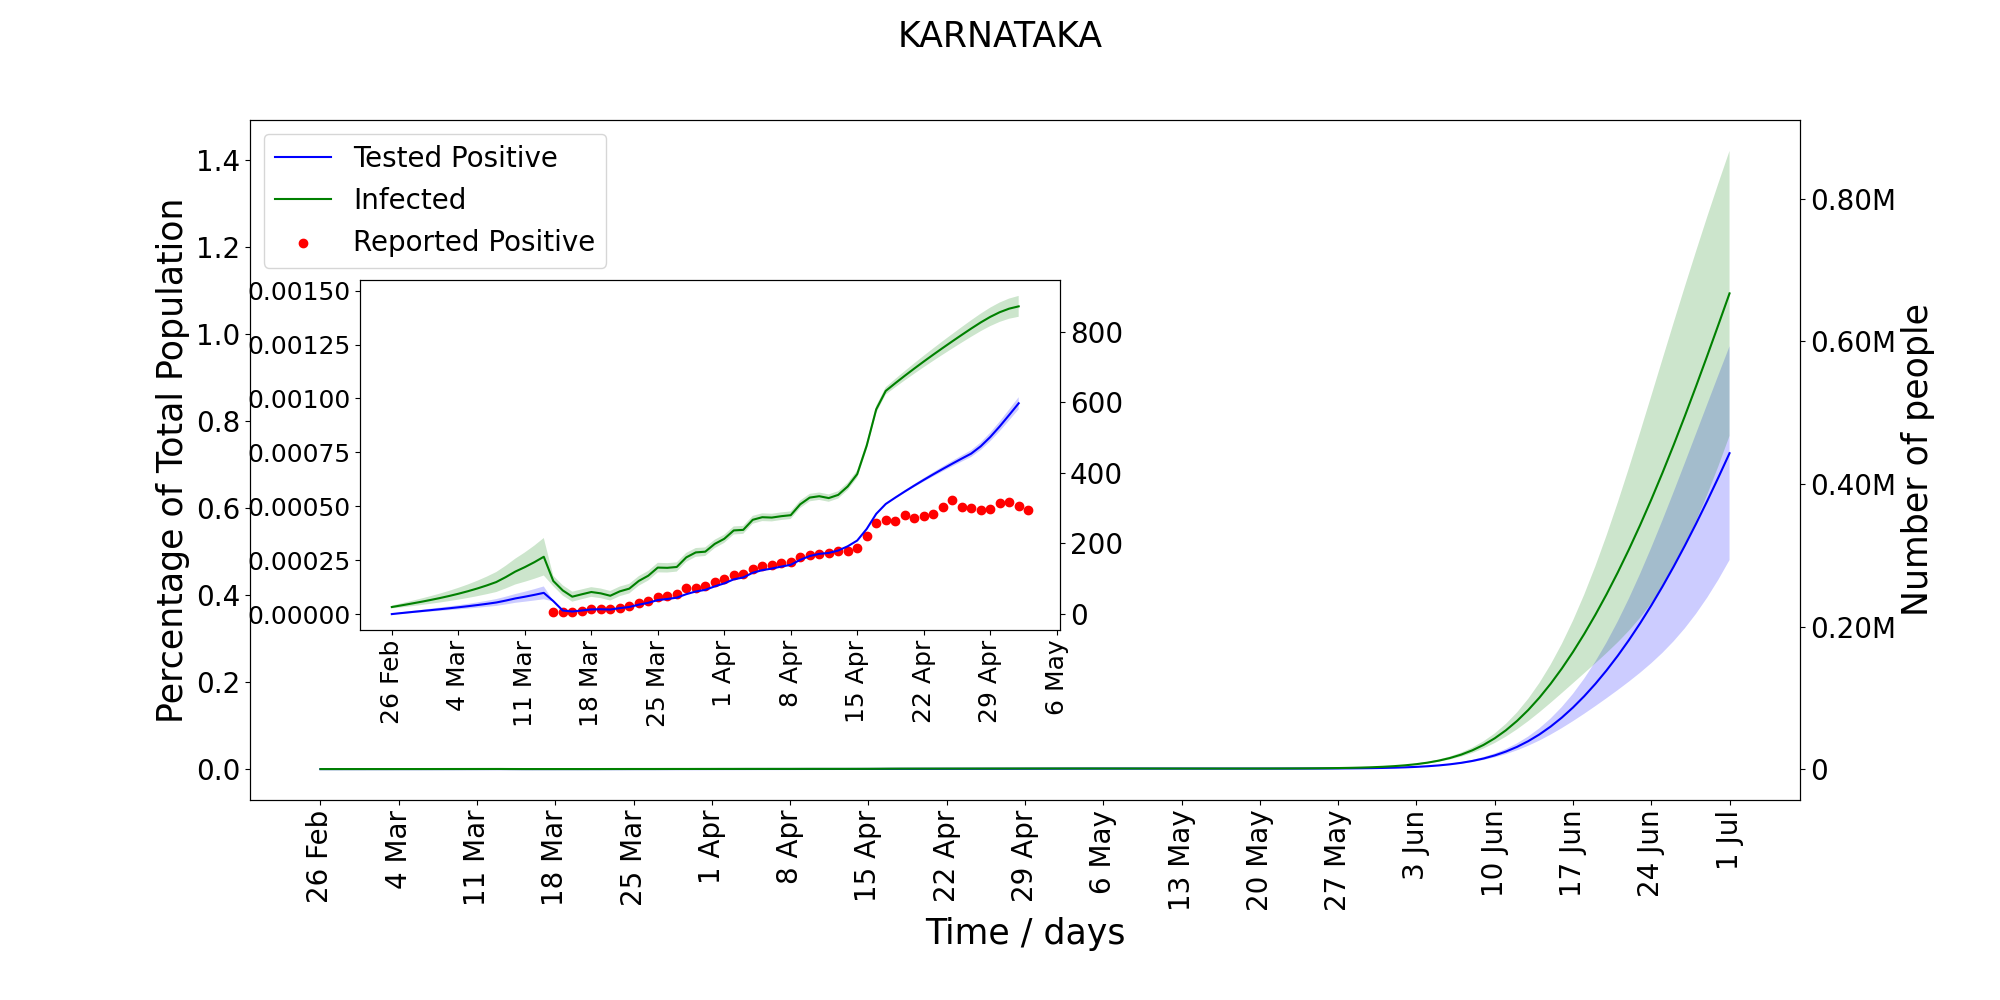 KARNATAKA
Tested Positive
Infected
Reported Positive
Percentage of Total Population
1.4
1.2
1.0
0.8
0.6
0.4
0.2
0.0
0.00150
0.00125
0.00100
0.00075
0.00050
0.00025
0.00000
800
600
400
200
0
26 Feb
4 Mar
11 Mar
18 Mar
25 Mar
1 Apr
8 Apr
15 Apr
22 Apr
29 Apr
6 May
0.80M
0.60M
0.40M
0.20M
0
Number of people
26 Feb
4 Mar
11 Mar
18 Mar
25 Mar
1 Apr
8 Apr
15 Apr
22 Apr
29 Apr
6 May
13 May
20 May
27 May
3 Jun
10 Jun
17 Jun
24 Jun
1 Jul
Time / days